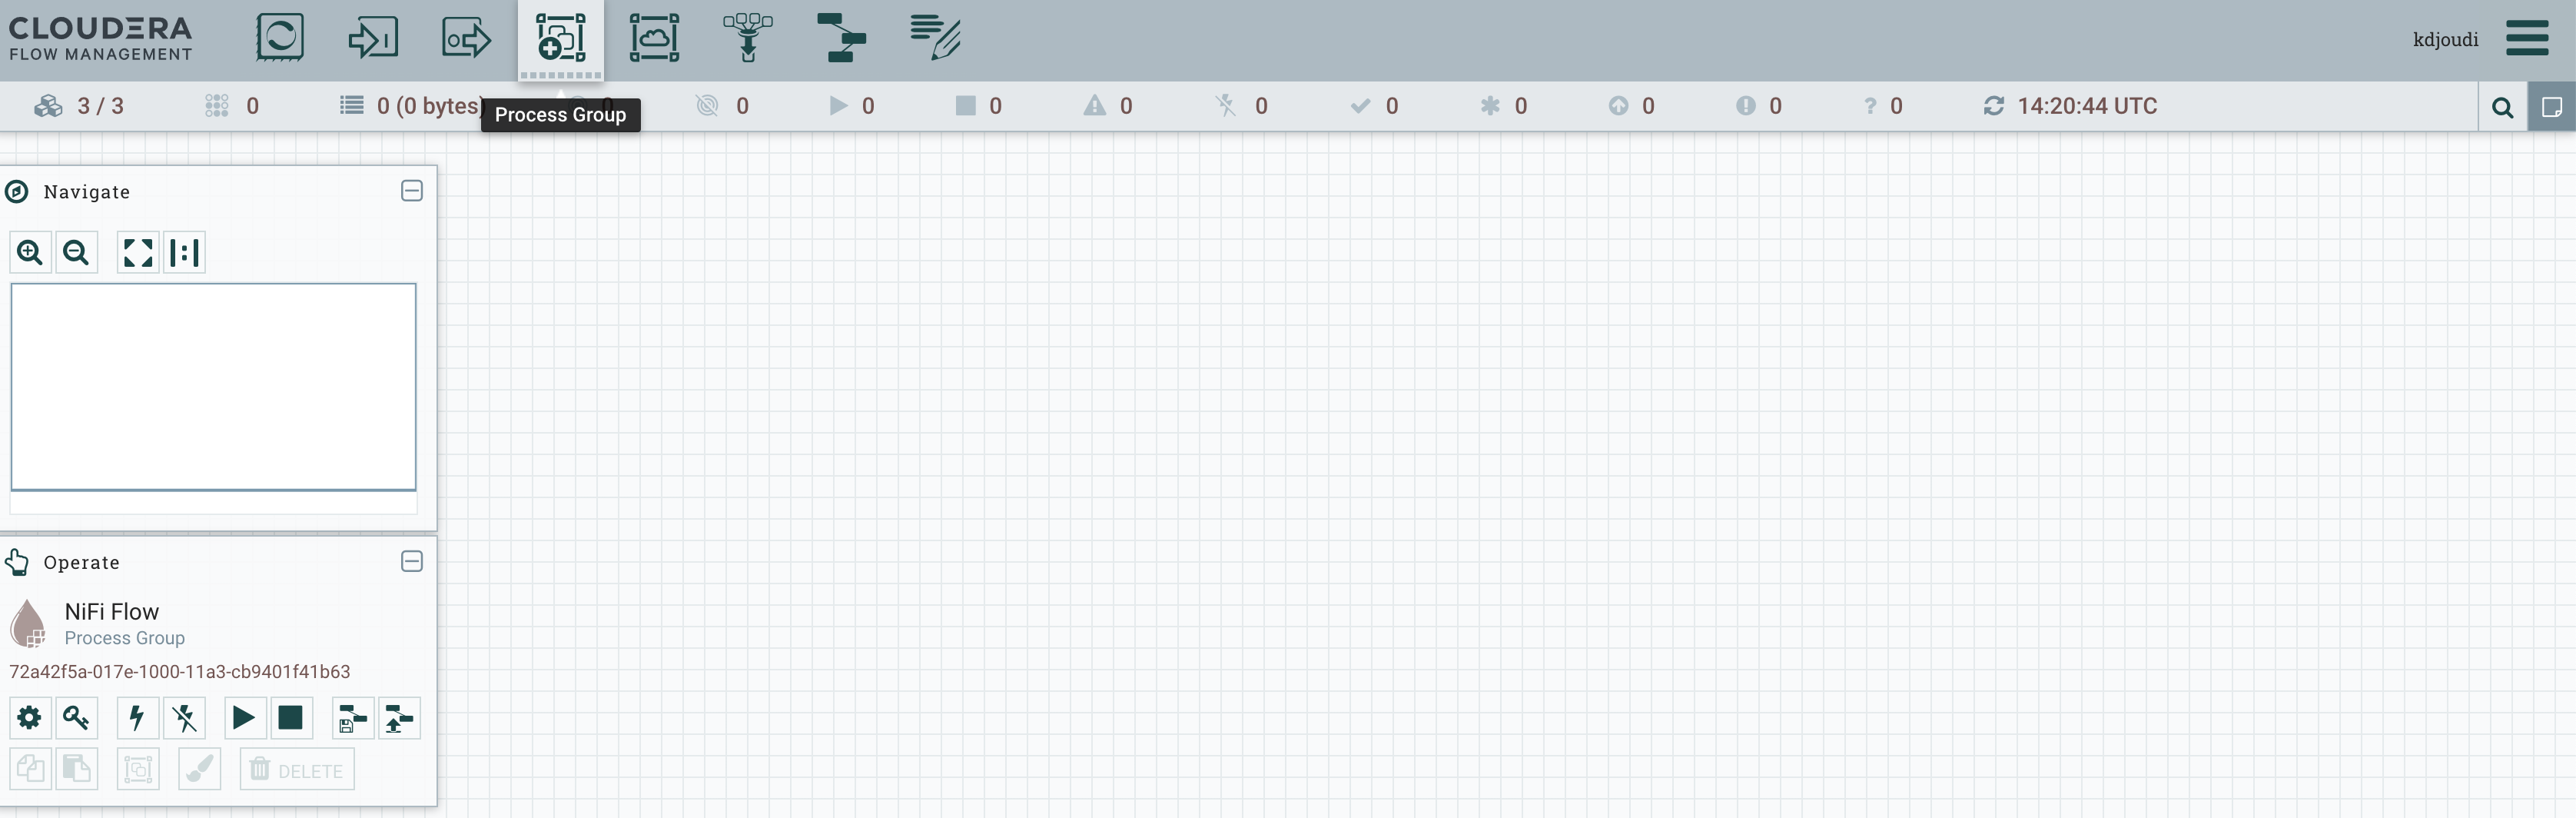 CLOUDERA
FLOW MANAGEMENT
kdjoudi
3 / 3 0 0 (0 bytes) 0 0 0 0 0 0 0 0 0 0 0 14:20:44 UTC
Process Group
Navigate
Operate
NiFi Flow
Process Group
72a42f5a-017e-1000-11a3-cb9401f41b63
DELETE